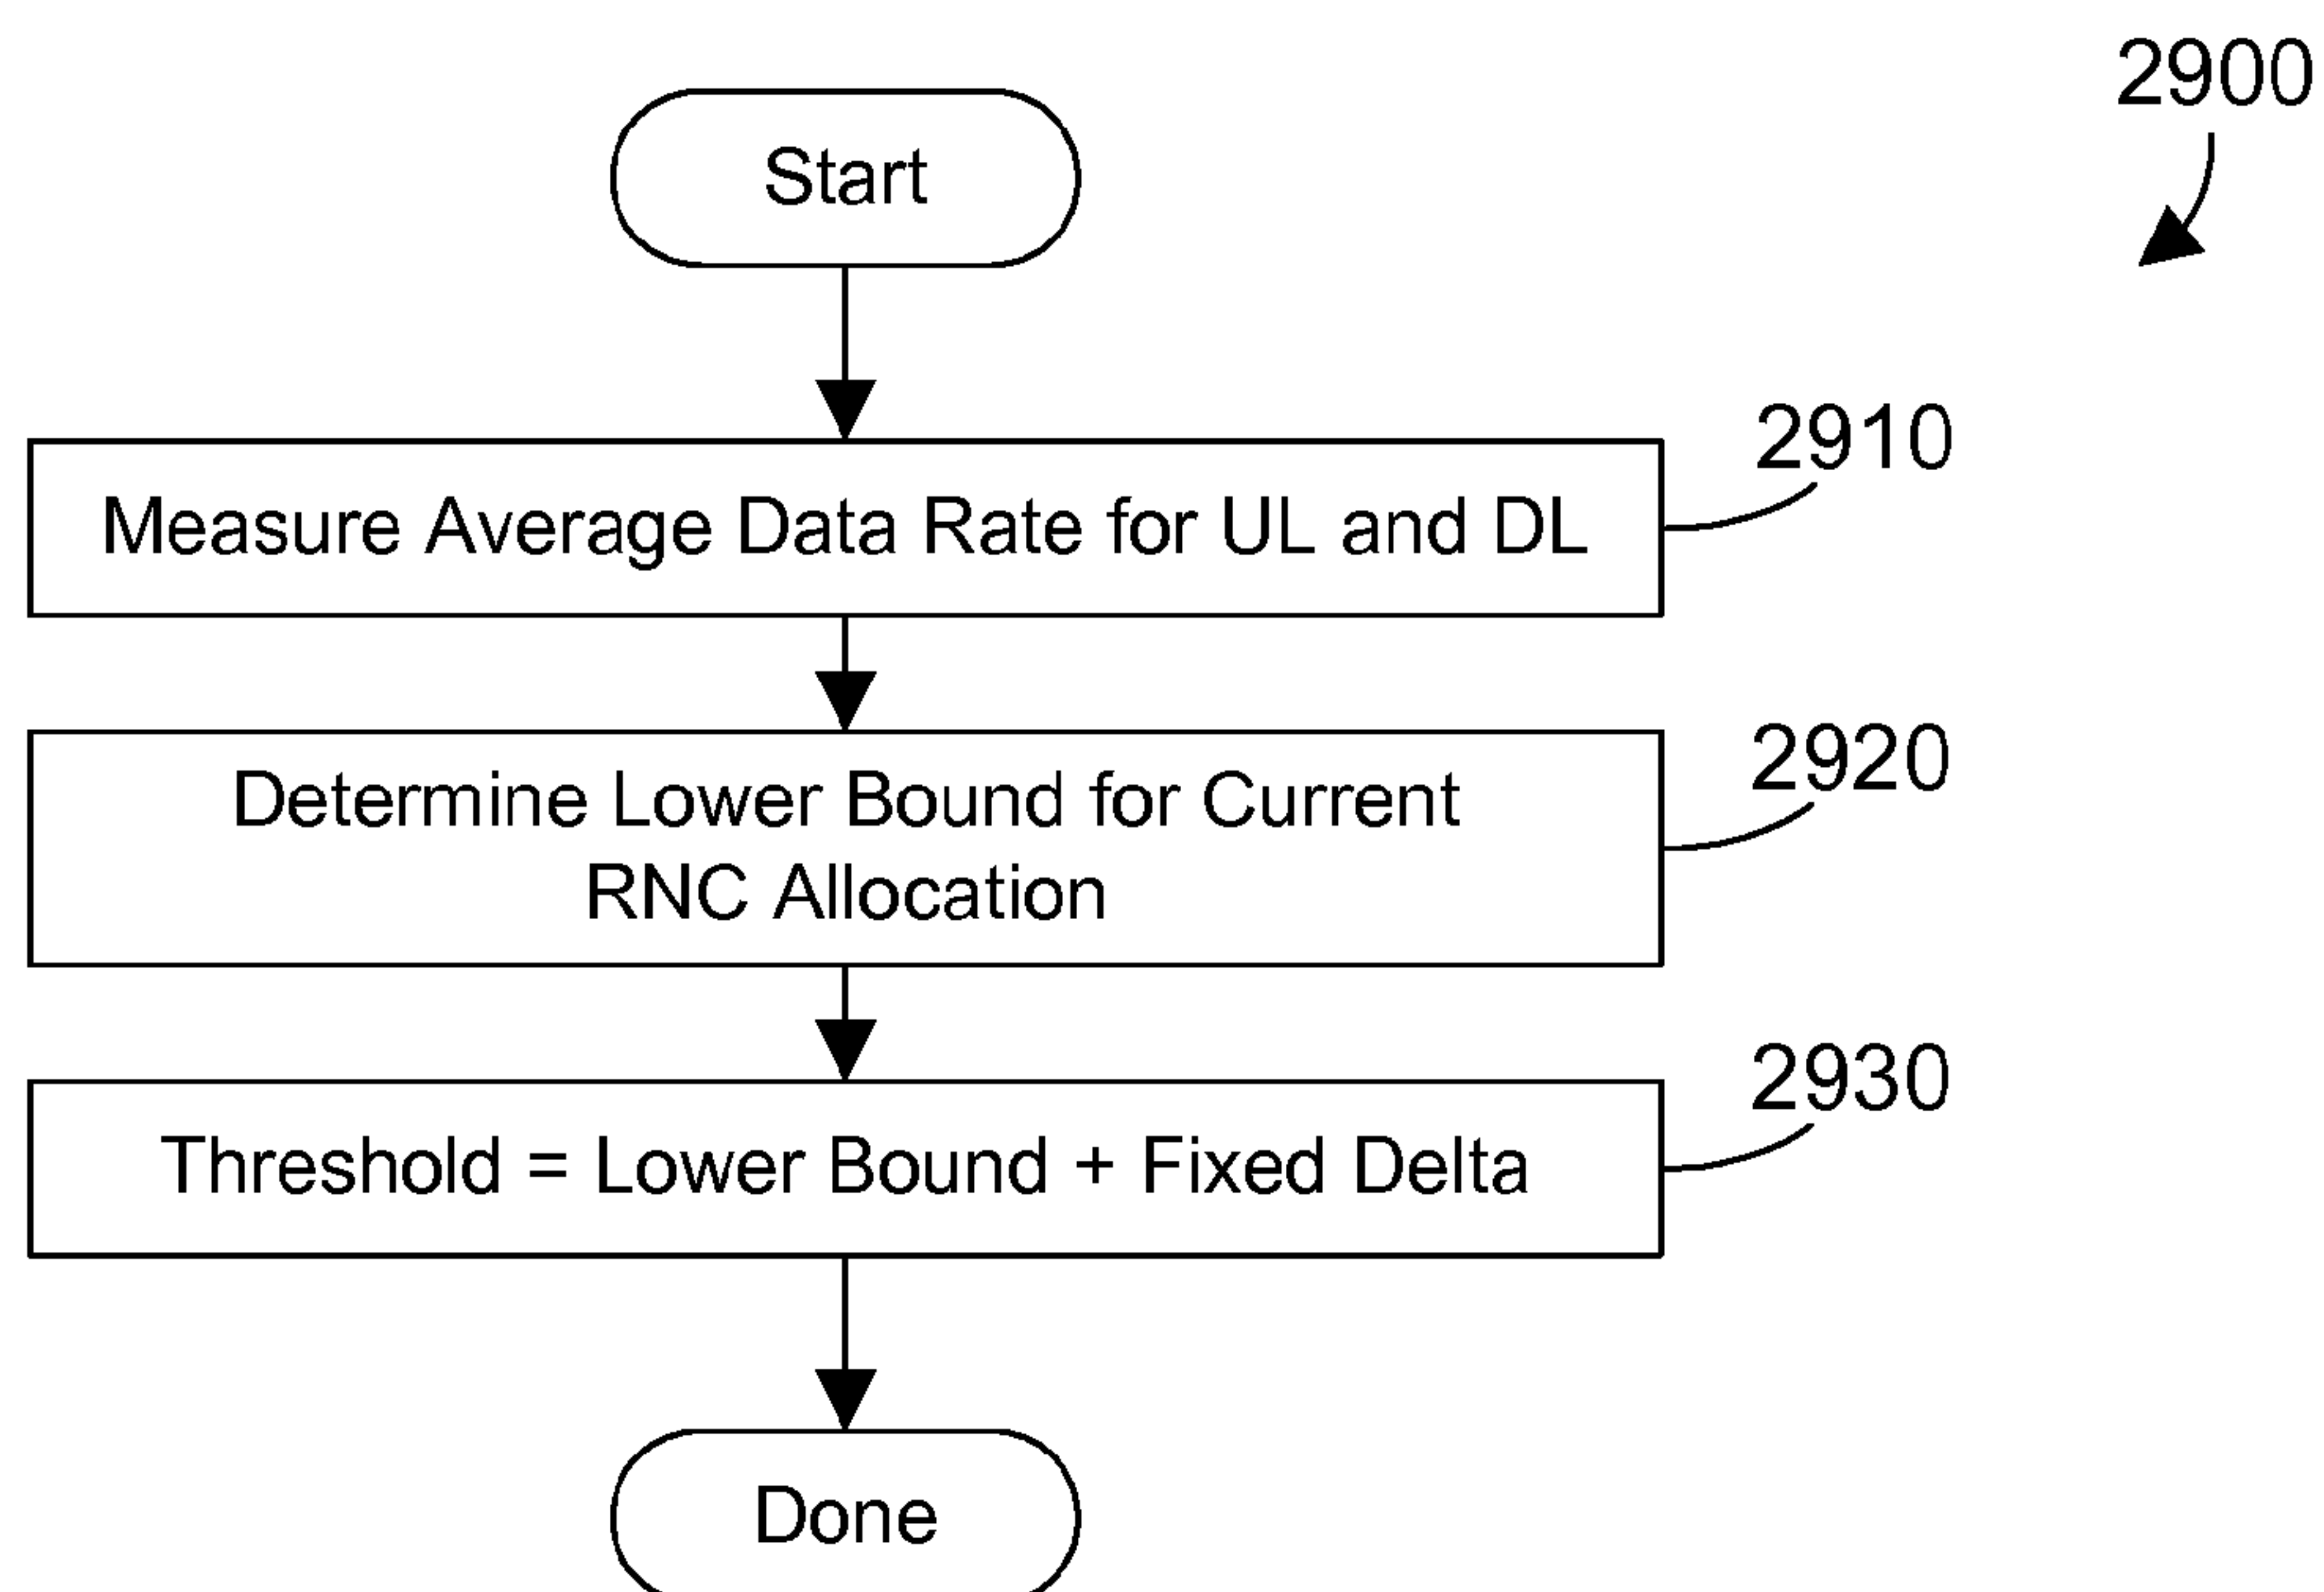 2900
Start
2910
Measure Average Data Rate for UL and DL
2920
Determine Lower Bound for Current
RNC Allocation
2930
Threshold = Lower Bound + Fixed Delta
Done